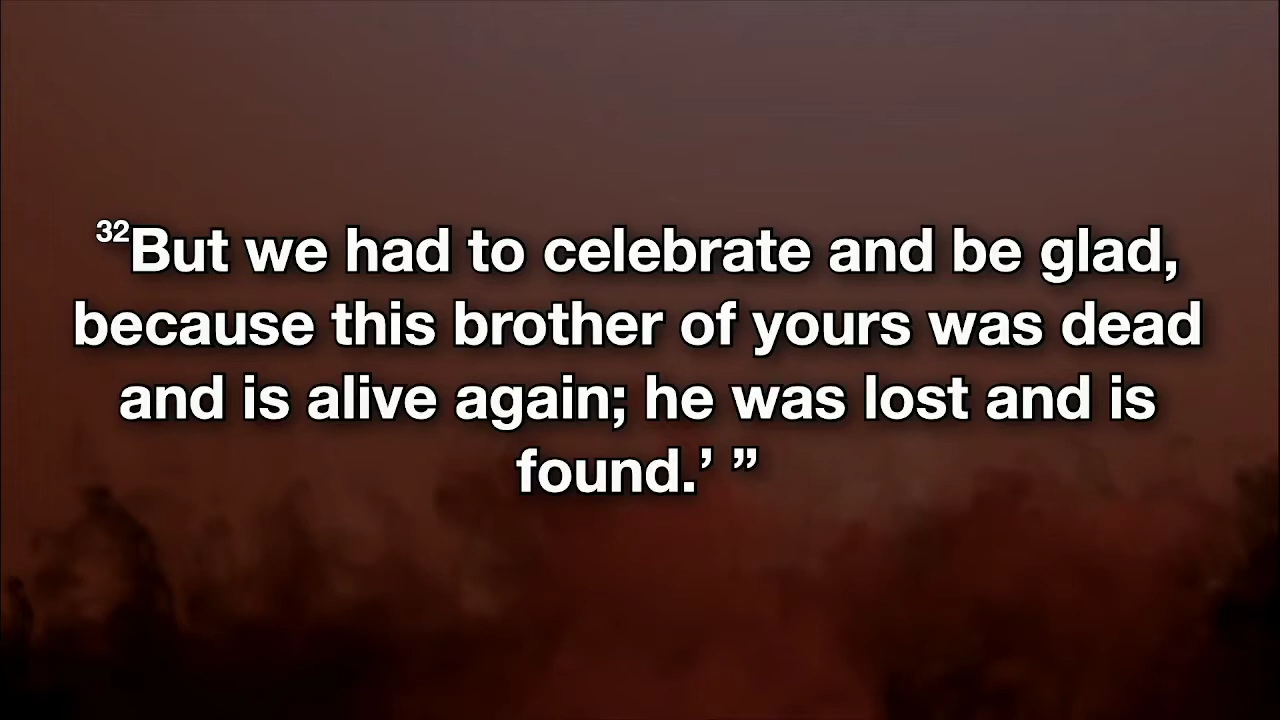 ³²But we had to celebrate and be glad,
because this brother of yours was dead
and is alive again; he was lost and is
found.’ ”